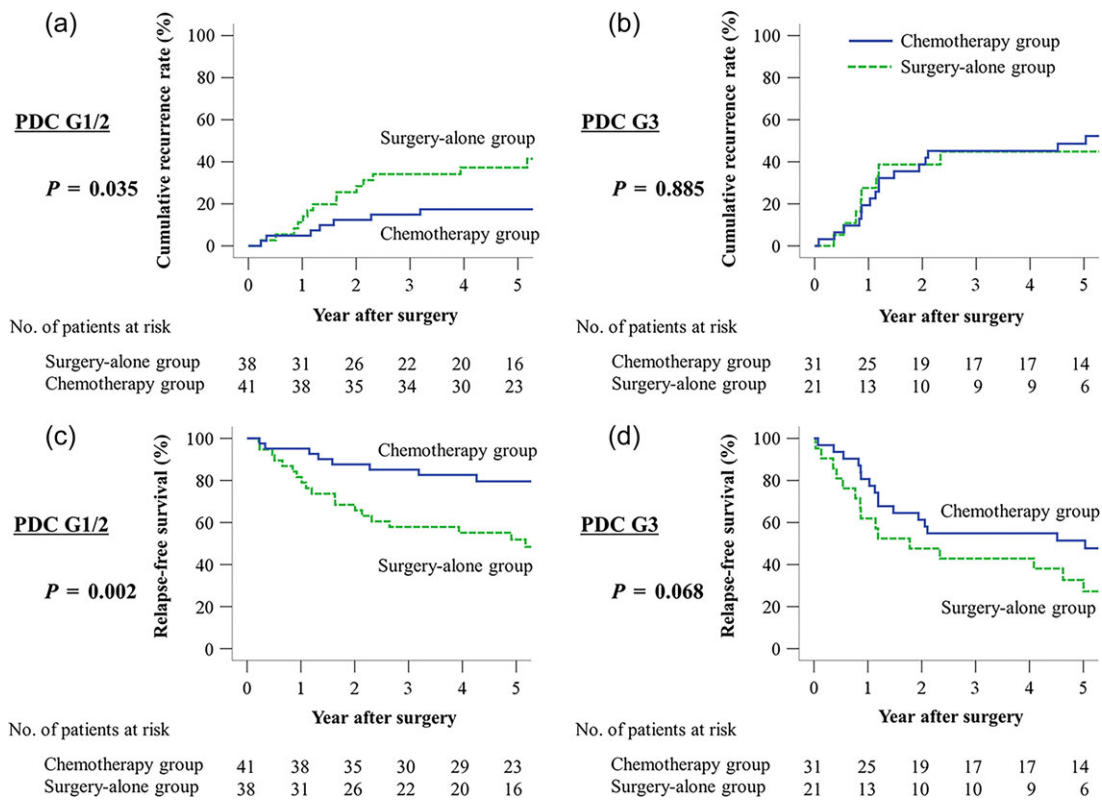 (a)
Cumulative recurrence rate (%)
100
80
60
40
20
0
PDC G1/2
P = 0.035
Surgery-alone group
Chemotherapy group
0 1 2 3 4 5
Year after surgery
No. of patients at risk
Surgery-alone group 38 31 26 22 20 16
Chemotherapy group 41 38 35 34 30 23
(b)
Cumulative recurrence rate (%)
100
80
60
40
20
0
Chemotherapy group
Surgery-alone group
PDC G3
P = 0.885
0 1 2 3 4 5
Year after surgery
No. of patients at risk
Chemotherapy group 31 25 19 17 17 14
Surgery-alone group 21 13 10 9 9 6
(c)
Relapse-free survival (%)
100
80
60
40
20
0
PDC G1/2
P = 0.002
Chemotherapy group
Surgery-alone group
0 1 2 3 4 5
Year after surgery
No. of patients at risk
Chemotherapy group 41 38 35 30 29 23
Surgery-alone group 38 31 26 22 20 16
(d)
Relapse-free survival (%)
100
80
60
40
20
0
PDC G3
P = 0.068
Chemotherapy group
Surgery-alone group
0 1 2 3 4 5
Year after surgery
No. of patients at risk
Chemotherapy group 31 25 19 17 17 14
Surgery-alone group 21 13 10 10 9 6